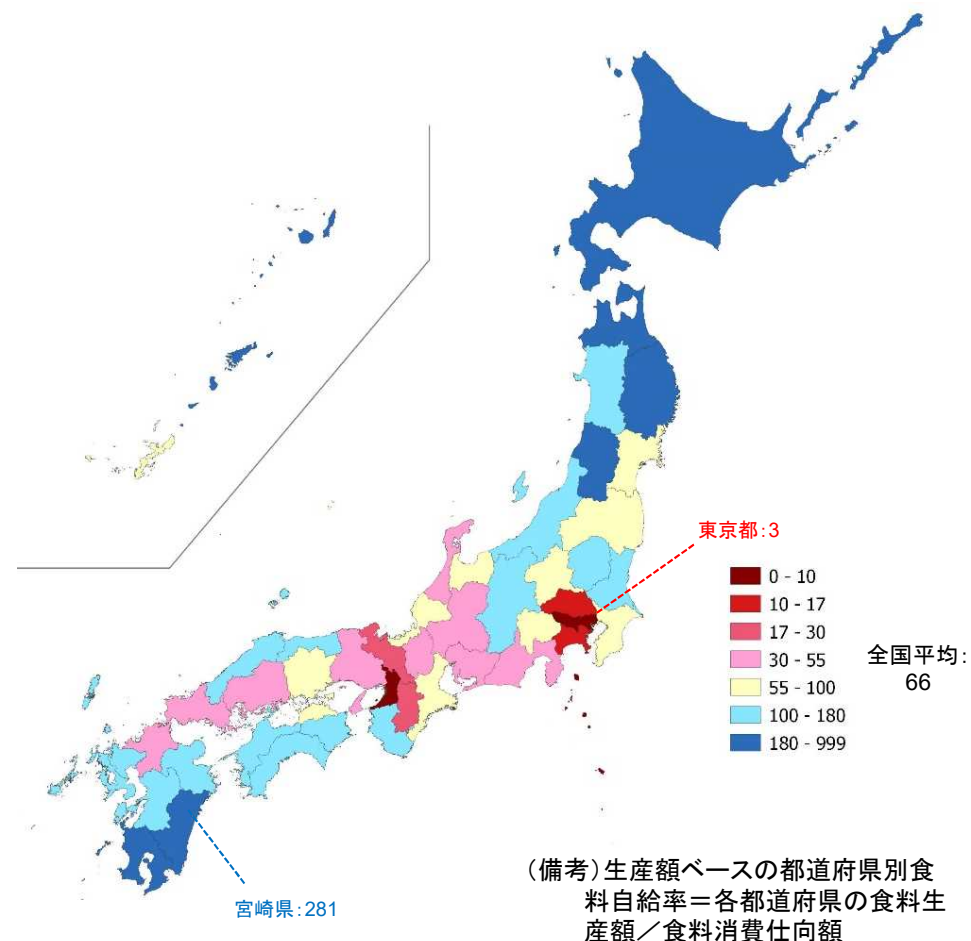 東京都:3
0 - 10
10 - 17
17 - 30
30 - 55
55 - 100
100 - 180
180 - 999
全国平均:
66
宮崎県:281
(備考)生産額ベースの都道府県別食
料自給率=各都道府県の食料生
産額/食料消費仕向額